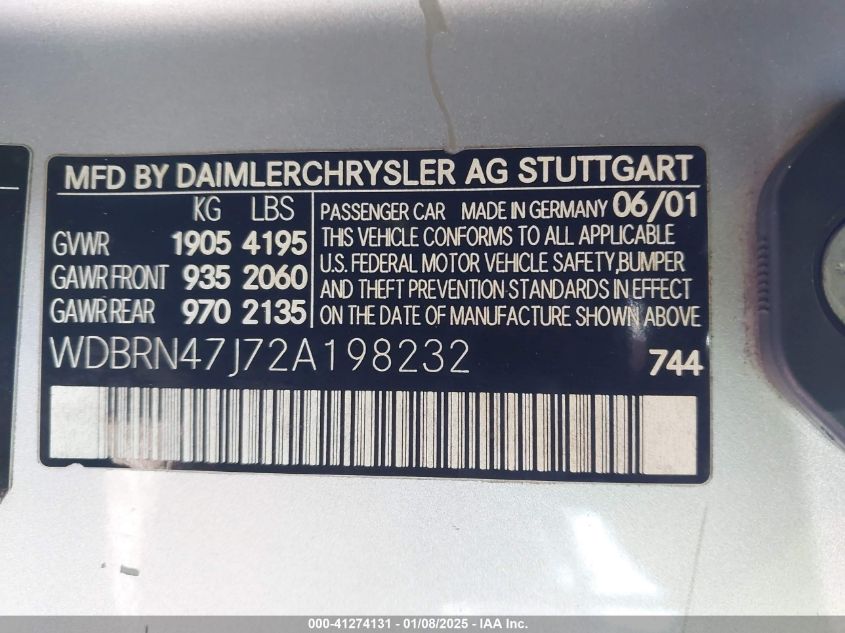 MFD BY DAIMLERCHRYSLER AG STUTTGART
KG LBS
GVWR 1905 4195
GAWR FRONT 935 2060
GAWR REAR 970 2135
PASSENGER CAR MADE IN GERMANY 06/01
THIS VEHICLE CONFORMS TO ALL APPLICABLE
U.S. FEDERAL MOTOR VEHICLE SAFETY,BUMPER
AND THEFT PREVENTION STANDARDS IN EFFECT
ON THE DATE OF MANUFACTURE SHOWN ABOVE
WDBRN47J72A198232
744
000-41274131 - 01/08/2025 - IAA Inc.